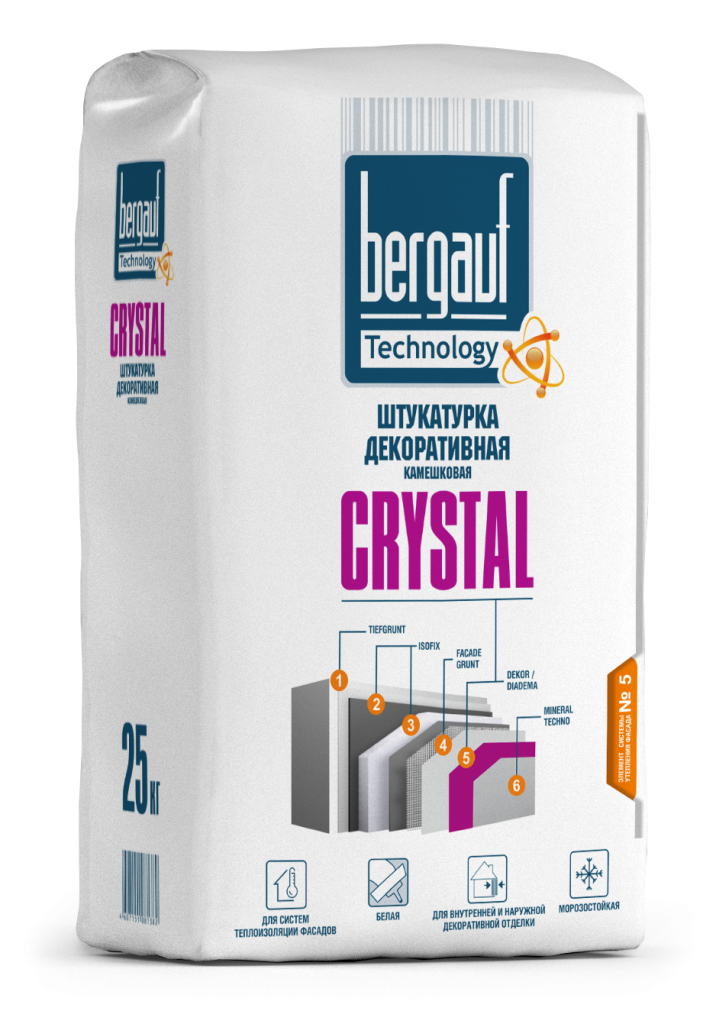 bergauf
Technology
CRYSTAL
ШТУКАТУРКА
ДЕКОРАТИВНАЯ
КАМЕШКОВАЯ
25 кг
bergauf
Technology
ШТУКАТУРКА
ДЕКОРАТИВНАЯ
КАМЕШКОВАЯ
CRYSTAL
TIEFGRUNT
ISOFIX
FACADE
GRUNT
DEKOR /
DIADEMA
MINERAL
TECHNO
1
2
3
4
5
6
ЭЛЕМЕНТ СИСТЕМЫ
УТЕПЛЕНИЯ ФАСАДА
№ 5
ДЛЯ СИСТЕМ
ТЕПЛОИЗОЛЯЦИИ ФАСАДОВ
БЕЛАЯ
ДЛЯ ВНУТРЕННЕЙ И НАРУЖНОЙ
ДЕКОРАТИВНОЙ ОТДЕЛКИ
МОРОЗОСТОЙКАЯ